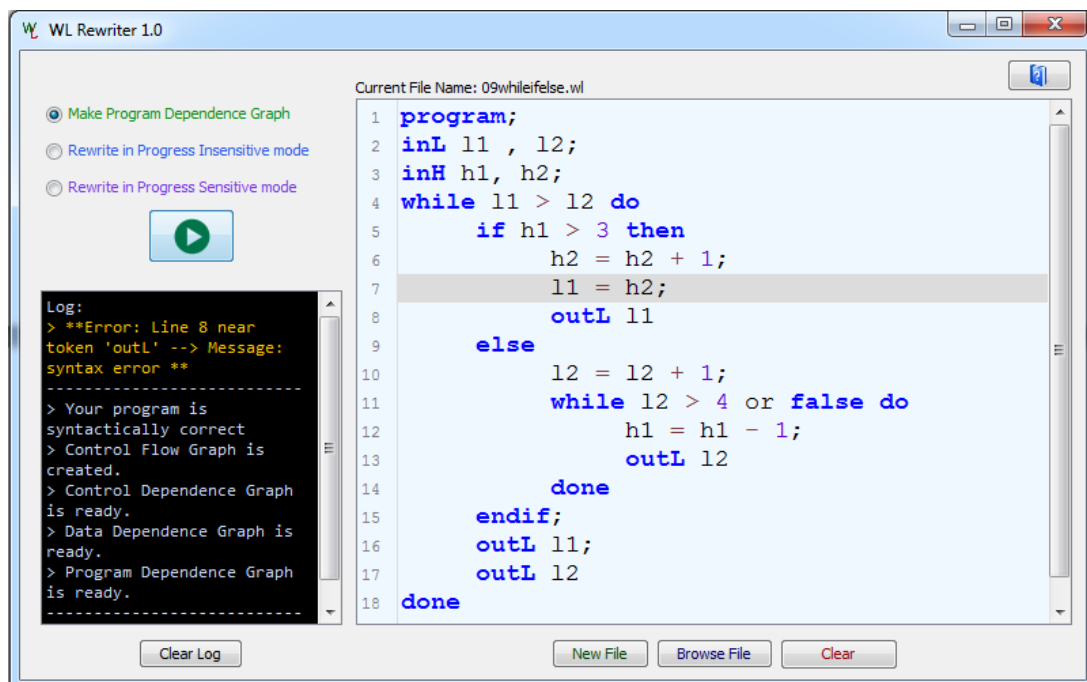 WL WL Rewriter 1.0
Current File Name: 09whileifelse.wl
Make Program Dependence Graph
Rewrite in Progress Insensitive mode
Rewrite in Progress Sensitive mode
Log:
> **Error: Line 8 near
token 'outL' --> Message:
syntax error **
----------------------------
> Your program is
syntactically correct
> Control Flow Graph is
created.
> Control Dependence Graph
is ready.
> Data Dependence Graph is
ready.
> Program Dependence Graph
is ready.
----------------------------
Clear Log
1 program;
2 inL l1 , l2;
3 inH h1, h2;
4 while l1 > l2 do
5 if h1 > 3 then
6 h2 = h2 + 1;
7 l1 = h2;
8 outL l1
9 else
10 l2 = l2 + 1;
11 while l2 > 4 or false do
12 h1 = h1 - 1;
13 outL l2
14 done
15 endif;
16 outL l1;
17 outL l2
18 done
New File
Browse File
Clear